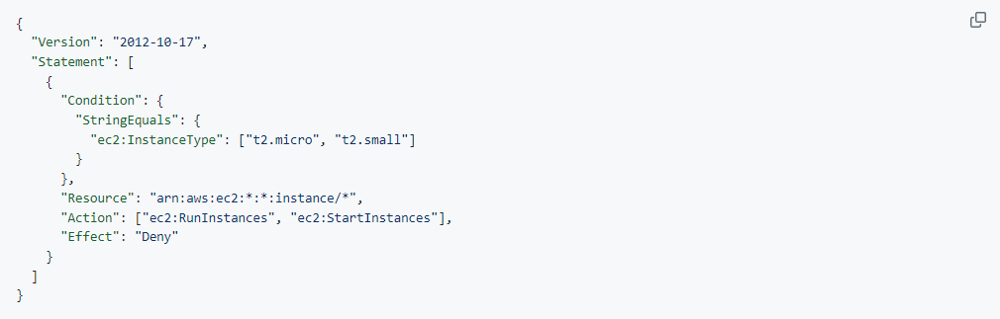 {
  "Version": "2012-10-17",
  "Statement": [
    {
      "Condition": {
        "StringEquals": {
          "ec2:InstanceType": ["t2.micro", "t2.small"]
        }
      },
      "Resource": "arn:aws:ec2:*:*:instance/*",
      "Action": ["ec2:RunInstances", "ec2:StartInstances"],
      "Effect": "Deny"
    }
  ]
}